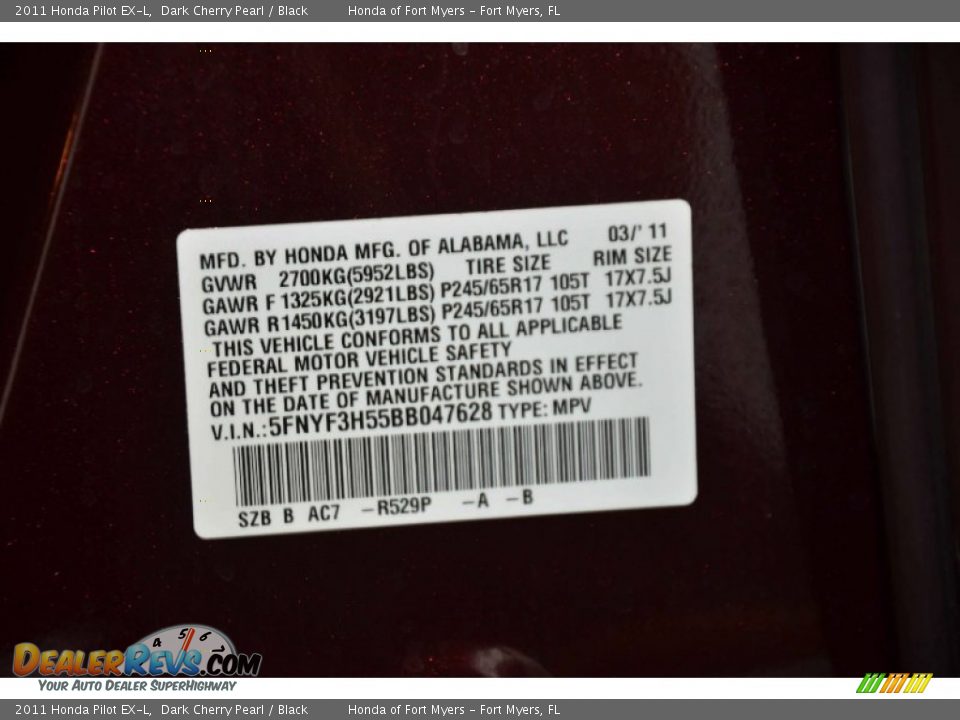 2011 Honda Pilot EX-L, Dark Cherry Pearl / Black Honda of Fort Myers - Fort Myers, FL
MFD. BY HONDA MFG. OF ALABAMA, LLC 03/' 11
GVWR 2700KG(5952LBS) TIRE SIZE RIM SIZE
GAWR F 1325KG(2921LBS) P245/65R17 105T 17X7.5J
GAWR R 1450KG(3197LBS) P245/65R17 105T 17X7.5J
THIS VEHICLE CONFORMS TO ALL APPLICABLE
FEDERAL MOTOR VEHICLE SAFETY
AND THEFT PREVENTION STANDARDS IN EFFECT
ON THE DATE OF MANUFACTURE SHOWN ABOVE.
V.I.N.:5FNYF3H55BB047628 TYPE: MPV
SZB B AC7 -R529P -A -B
4 5 6
DEALERREVS.COM
YOUR AUTO DEALER SUPERHIGHWAY
2011 Honda Pilot EX-L, Dark Cherry Pearl / Black Honda of Fort Myers - Fort Myers, FL